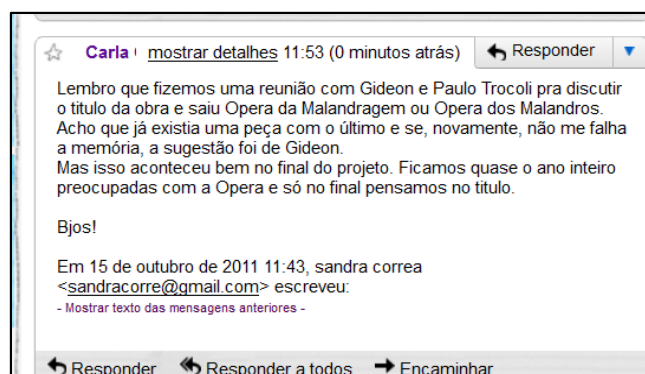 Carla mostrar detalhes 11:53 (0 minutos atrás) Responder
Lembro que fizemos uma reunião com Gideon e Paulo Trocoli pra discutir
o titulo da obra e saiu Opera da Malandragem ou Opera dos Malandros.
Acho que já existia uma peça com o último e se, novamente, não me falha
a memória, a sugestão foi de Gideon.
Mas isso aconteceu bem no final do projeto. Ficamos quase o ano inteiro
preocupadas com a Opera e só no final pensamos no titulo.
Bjos!
Em 15 de outubro de 2011 11:43, sandra correa
<sandracorre@gmail.com> escreveu:
- Mostrar texto das mensagens anteriores -
Responder Responder a todos Encaminhar